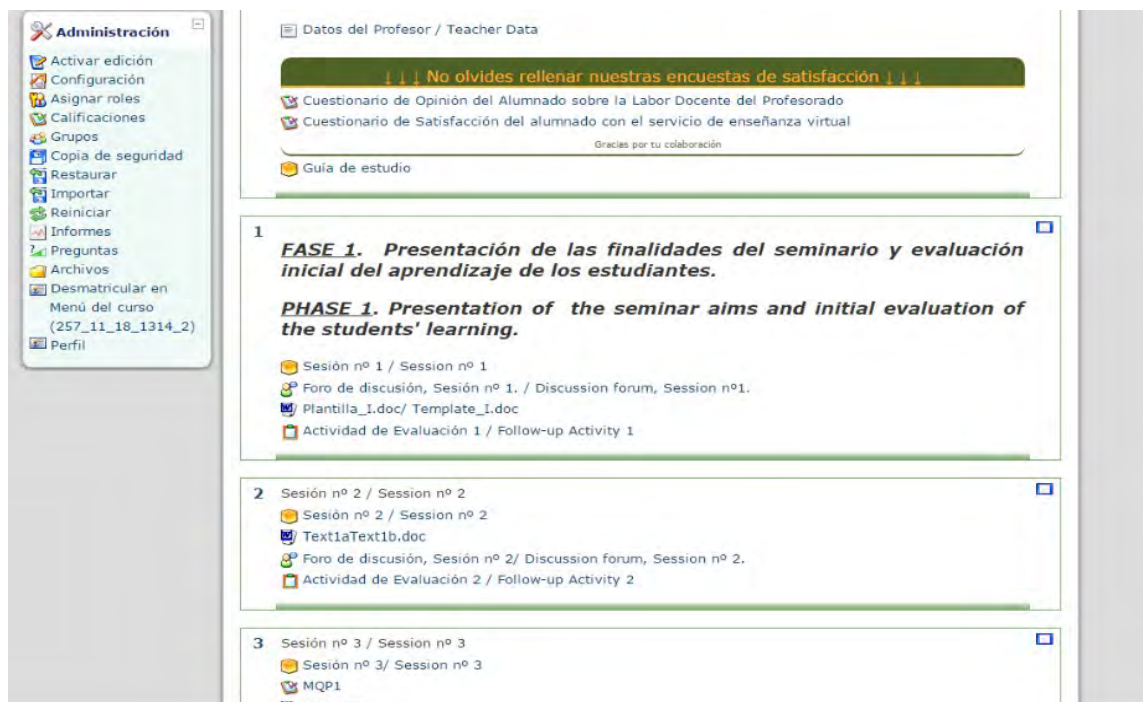 Administración
Activar edición
Configuración
Asignar roles
Calificaciones
Grupos
Copia de seguridad
Restaurar
Importar
Reiniciar
Informes
Preguntas
Archivos
Desmatricular en
Menú del curso
(257_11_18_1314_2)
Perfil
Datos del Profesor / Teacher Data
↓ ↓ ↓ No olvides rellenar nuestras encuestas de satisfacción ↓ ↓ ↓
Cuestionario de Opinión del Alumnado sobre la Labor Docente del Profesorado
Cuestionario de Satisfacción del alumnado con el servicio de enseñanza virtual
Gracias por tu colaboración
Guía de estudio
1
FASE 1. Presentación de las finalidades del seminario y evaluación
inicial del aprendizaje de los estudiantes.
PHASE 1. Presentation of the seminar aims and initial evaluation of
the students' learning.
Sesión nº 1 / Session nº 1
Foro de discusión, Sesión nº 1. / Discussion forum, Session nº1.
Plantilla_I.doc/ Template_I.doc
Actividad de Evaluación 1 / Follow-up Activity 1
2 Sesión nº 2 / Session nº 2
Sesión nº 2 / Session nº 2
Text1aText1b.doc
Foro de discusión, Sesión nº 2/ Discussion forum, Session nº 2.
Actividad de Evaluación 2 / Follow-up Activity 2
3 Sesión nº 3 / Session nº 3
Sesión nº 3/ Session nº 3
MQP1